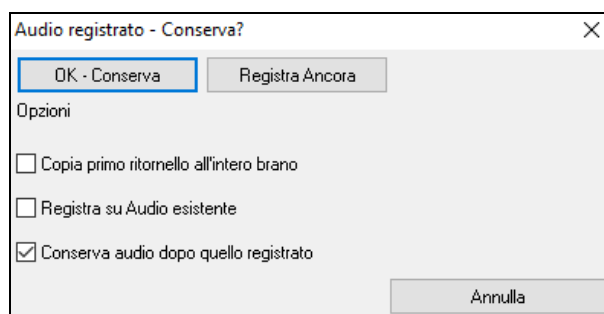 Audio registrato - Conserva?
OK - Conserva Registra Ancora
Opzioni
Copia primo ritornello all'intero brano
Registra su Audio esistente
Conserva audio dopo quello registrato
Annulla